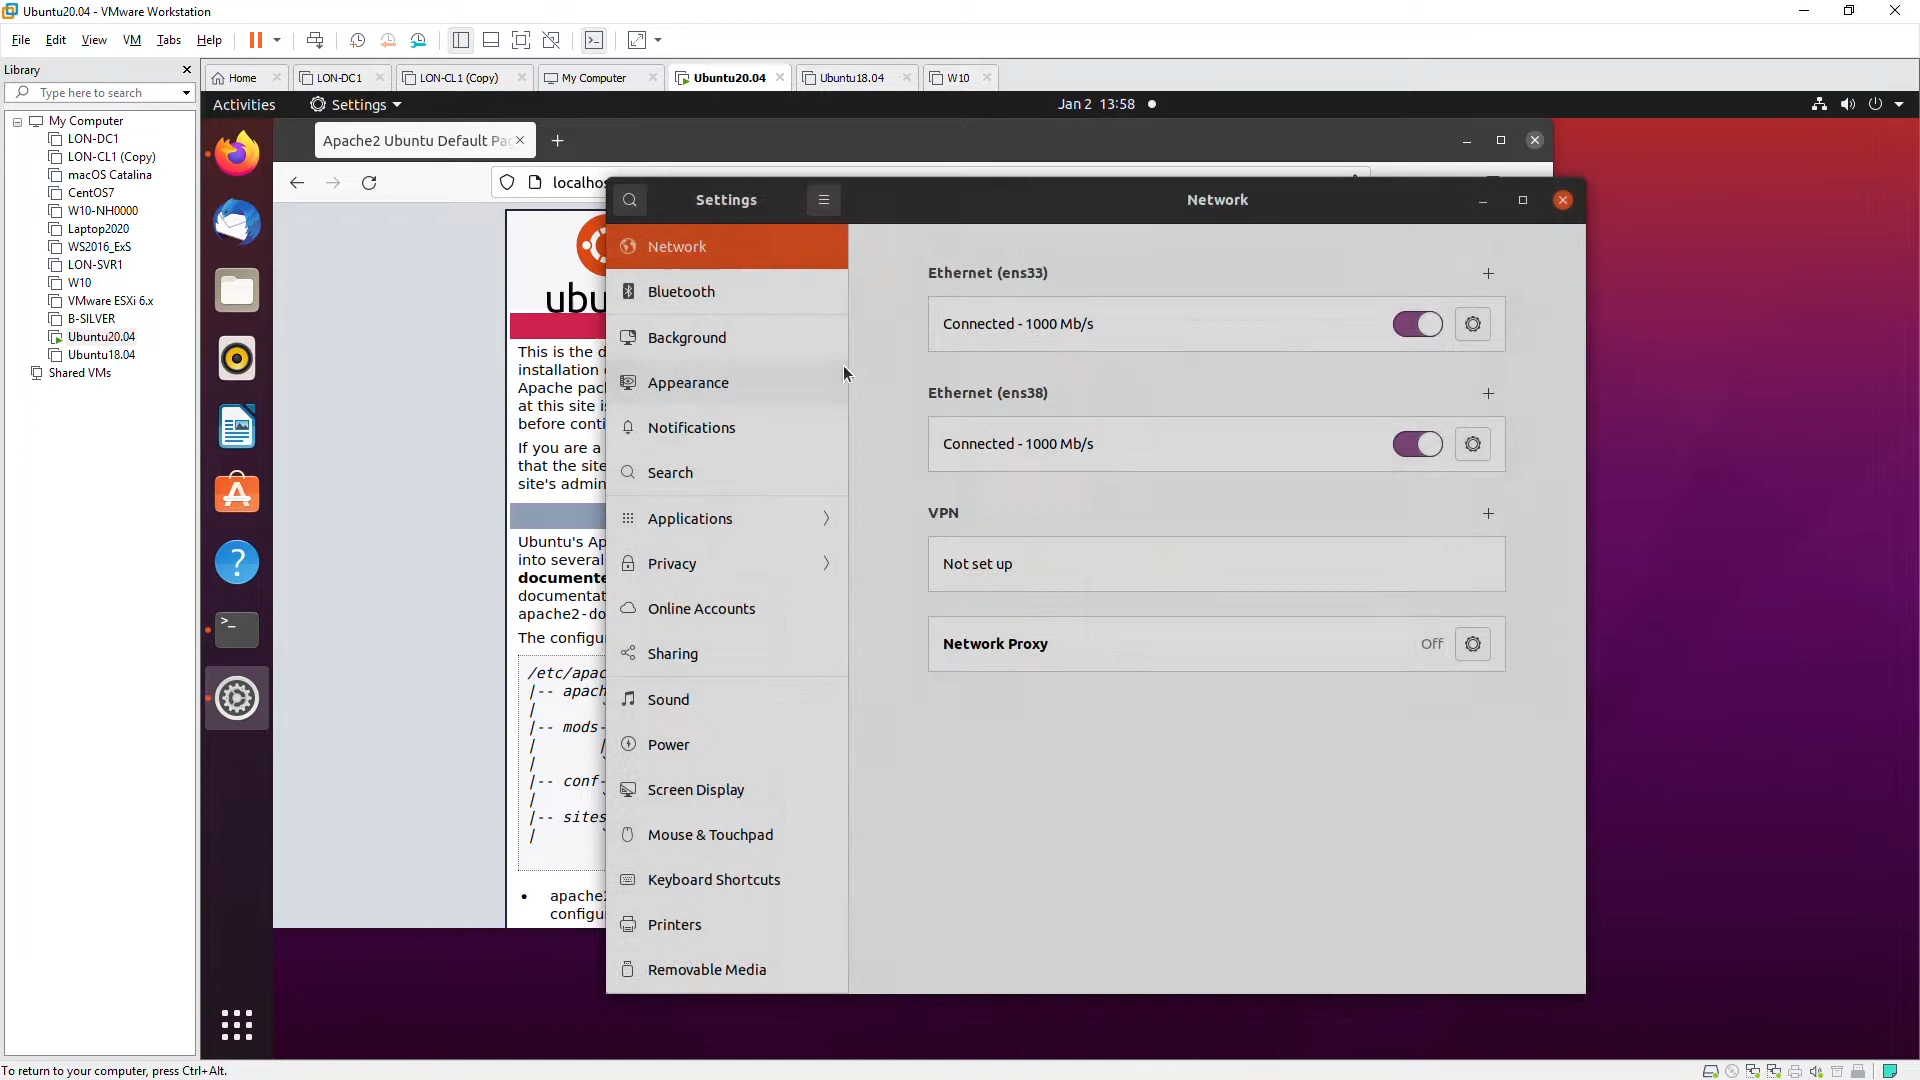 Ubuntu20.04 - VMware Workstation
File Edit View VM Tabs Help
Library
Type here to search
My Computer
LON-DC1
LON-CL1 (Copy)
macOS Catalina
CentOS7
W10-NH0000
Laptop2020
WS2016_ExS
LON-SVR1
W10
VMware ESXi 6.x
B-SILVER
Ubuntu20.04
Ubuntu18.04
Shared VMs
Home LON-DC1 LON-CL1 (Copy) My Computer Ubuntu20.04 Ubuntu18.04 W10
Activities Settings Jan 2 13:58
Apache2 Ubuntu Default Pa
localhos
ubu
This is the d
installation
Apache pac
at this site i
before conti
If you are a
that the site
site's admin
Ubuntu's Ap
into several
documente
documentat
apache2-do
The configu
/etc/apac
|-- apach
|
|-- mods-
| |
|
|-- conf-
|
|-- sites
|
• apache2
configu
Settings
Network
Network
Bluetooth
Background
Appearance
Notifications
Search
Applications
Privacy
Online Accounts
Sharing
Sound
Power
Screen Display
Mouse & Touchpad
Keyboard Shortcuts
Printers
Removable Media
Ethernet (ens33)
Connected - 1000 Mb/s
Ethernet (ens38)
Connected - 1000 Mb/s
VPN
Not set up
Network Proxy Off
To return to your computer, press Ctrl+Alt.